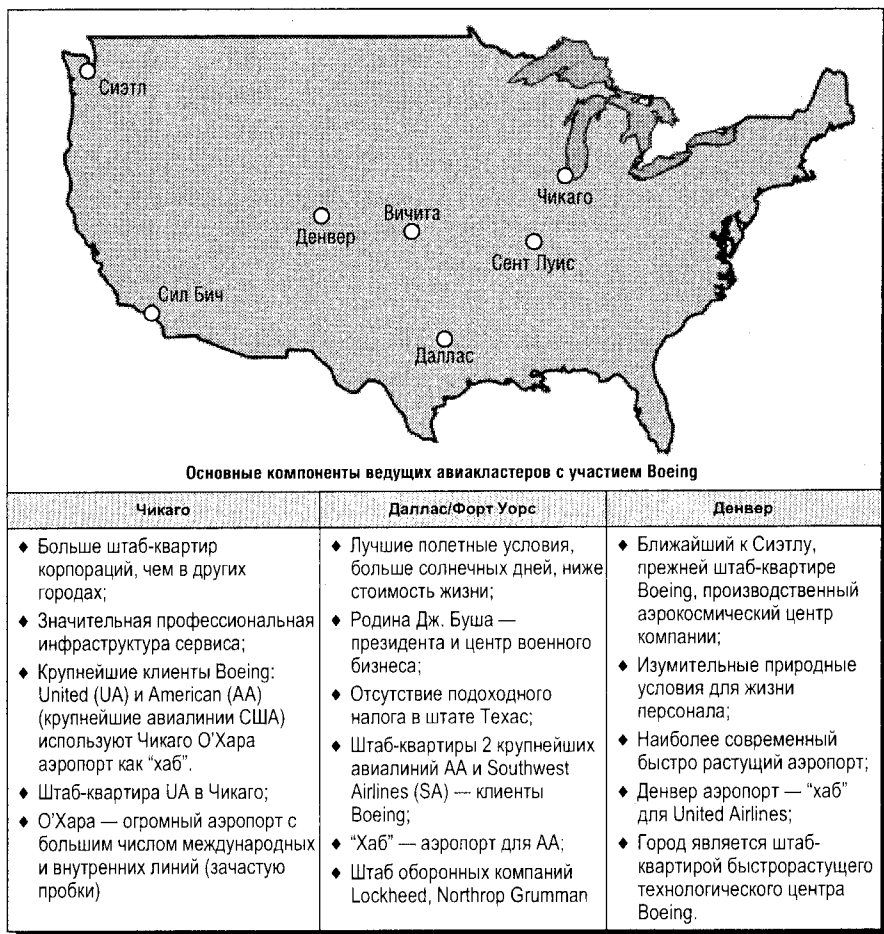 Сиэтл
Чикаго
Вичита
Денвер
Сент Луис
Сил Бич
Даллас
Основные компоненты ведущих авиакластеров с участием Boeing
Чикаго
♦ Больше штаб-квартир
корпораций, чем в других
городах;
♦ Значительная профессиональная
инфраструктура сервиса;
♦ Крупнейшие клиенты Boeing:
United (UA) и American (AA)
(крупнейшие авиалинии США)
используют Чикаго О’Хара
аэропорт как “хаб”.
♦ Штаб-квартира UA в Чикаго;
♦ О’Хара — огромный аэропорт с
большим числом международных
и внутренних линий (зачастую
пробки)
Даллас/Форт Уорс
♦ Лучшие полетные условия,
больше солнечных дней, ниже
стоимость жизни;
♦ Родина Дж. Буша —
президента и центр военного
бизнеса;
♦ Отсутствие подоходного
налога в штате Техас;
♦ Штаб-квартиры 2 крупнейших
авиалиний АА и Southwest
Airlines (SA) — клиенты
Boeing;
♦ “Хаб” — аэропорт для АА;
♦ Штаб оборонных компаний
Lockheed, Northrop Grumman
Денвер
♦ Ближайший к Сиэтлу,
прежней штаб-квартире
Boeing, производственный
аэрокосмический центр
компании;
♦ Изумительные природные
условия для жизни
персонала;
♦ Наиболее современный
быстро растущий аэропорт;
♦ Денвер аэропорт — “хаб”
для United Airlines;
♦ Город является штаб-
квартирой быстрорастущего
технологического центра
Boeing.